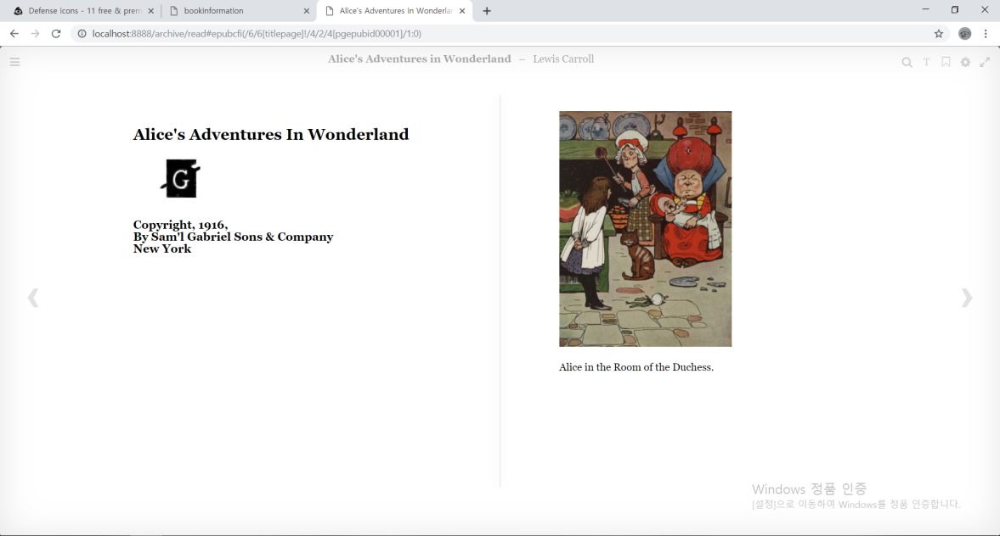 Defense icons - 11 free & prem
bookinformation
Alice's Adventures in Wonderla
localhost:8888/archive/read#epubcfi(/6/6[titlepage]!/4/2/4[pgepubid00001]/1:0)
Alice's Adventures in Wonderland – Lewis Carroll
Alice's Adventures In Wonderland
G
Copyright, 1916,
By Sam'l Gabriel Sons & Company
New York
Alice in the Room of the Duchess.
Windows 정품 인증
[설정]으로 이동하여 Windows를 정품 인증합니다.